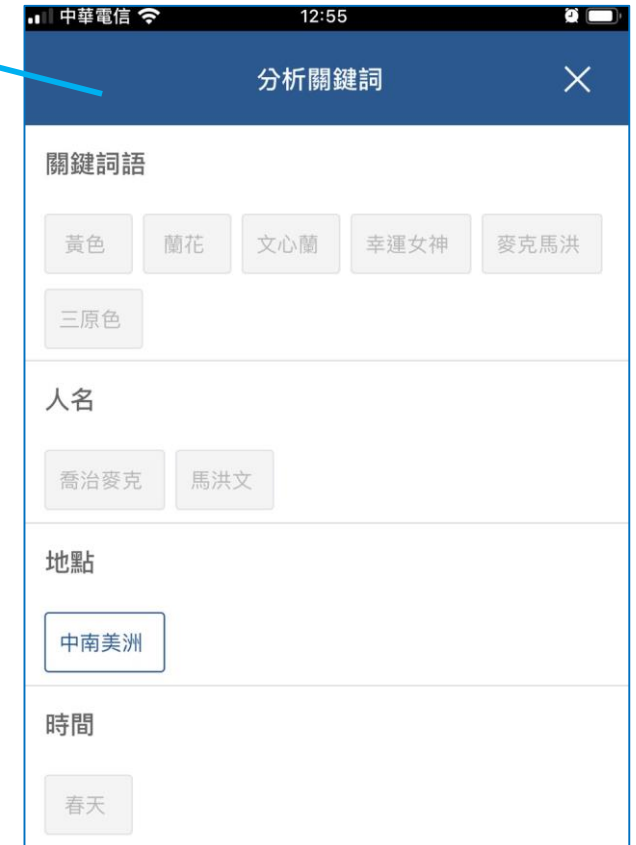 中華電信 12:55
分析關鍵詞
關鍵詞語
黃色 蘭花 文心蘭 幸運女神 麥克馬洪
三原色
人名
喬治麥克 馬洪文
地點
中南美洲
時間
春天